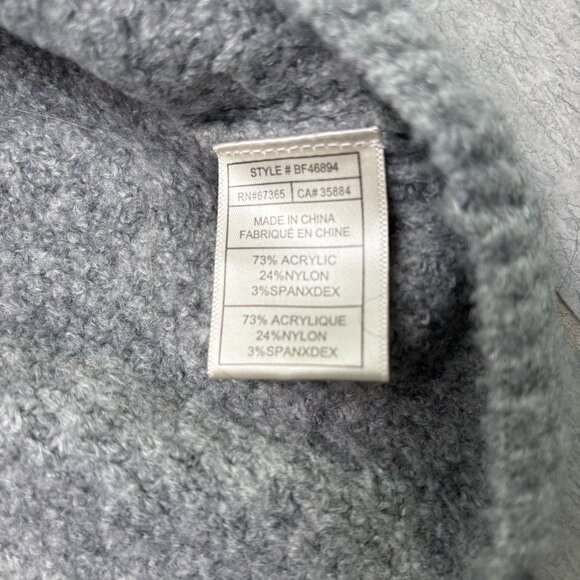 STYLE # BF46894
RN#67365 CA# 35884
MADE IN CHINA
FABRIQUÉ EN CHINE
73% ACRYLIC
24%NYLON
3%SPANXDEX
73% ACRYLIQUE
24%NYLON
3%SPANXDEX